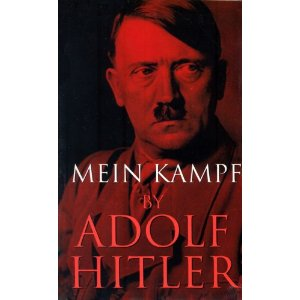 MEIN KAMPF
BY
ADOLF
HITLER